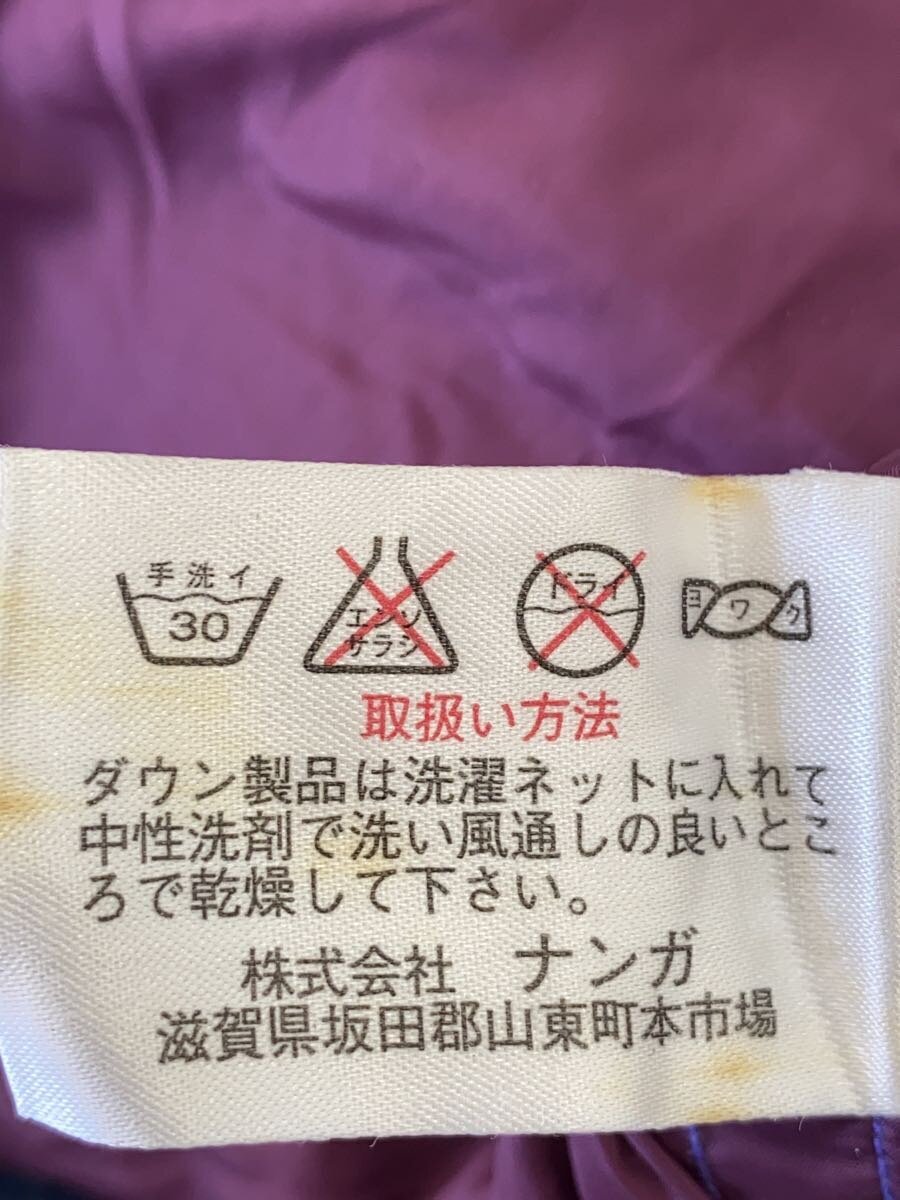 手洗イ
30
エンソ
サラシ
ドライ
ヨワク
取扱い方法
ダウン製品は洗濯ネットに入れて
中性洗剤で洗い風通しの良いとこ
ろで乾燥して下さい。
株式会社 ナンガ
滋賀県坂田郡山東町本市場